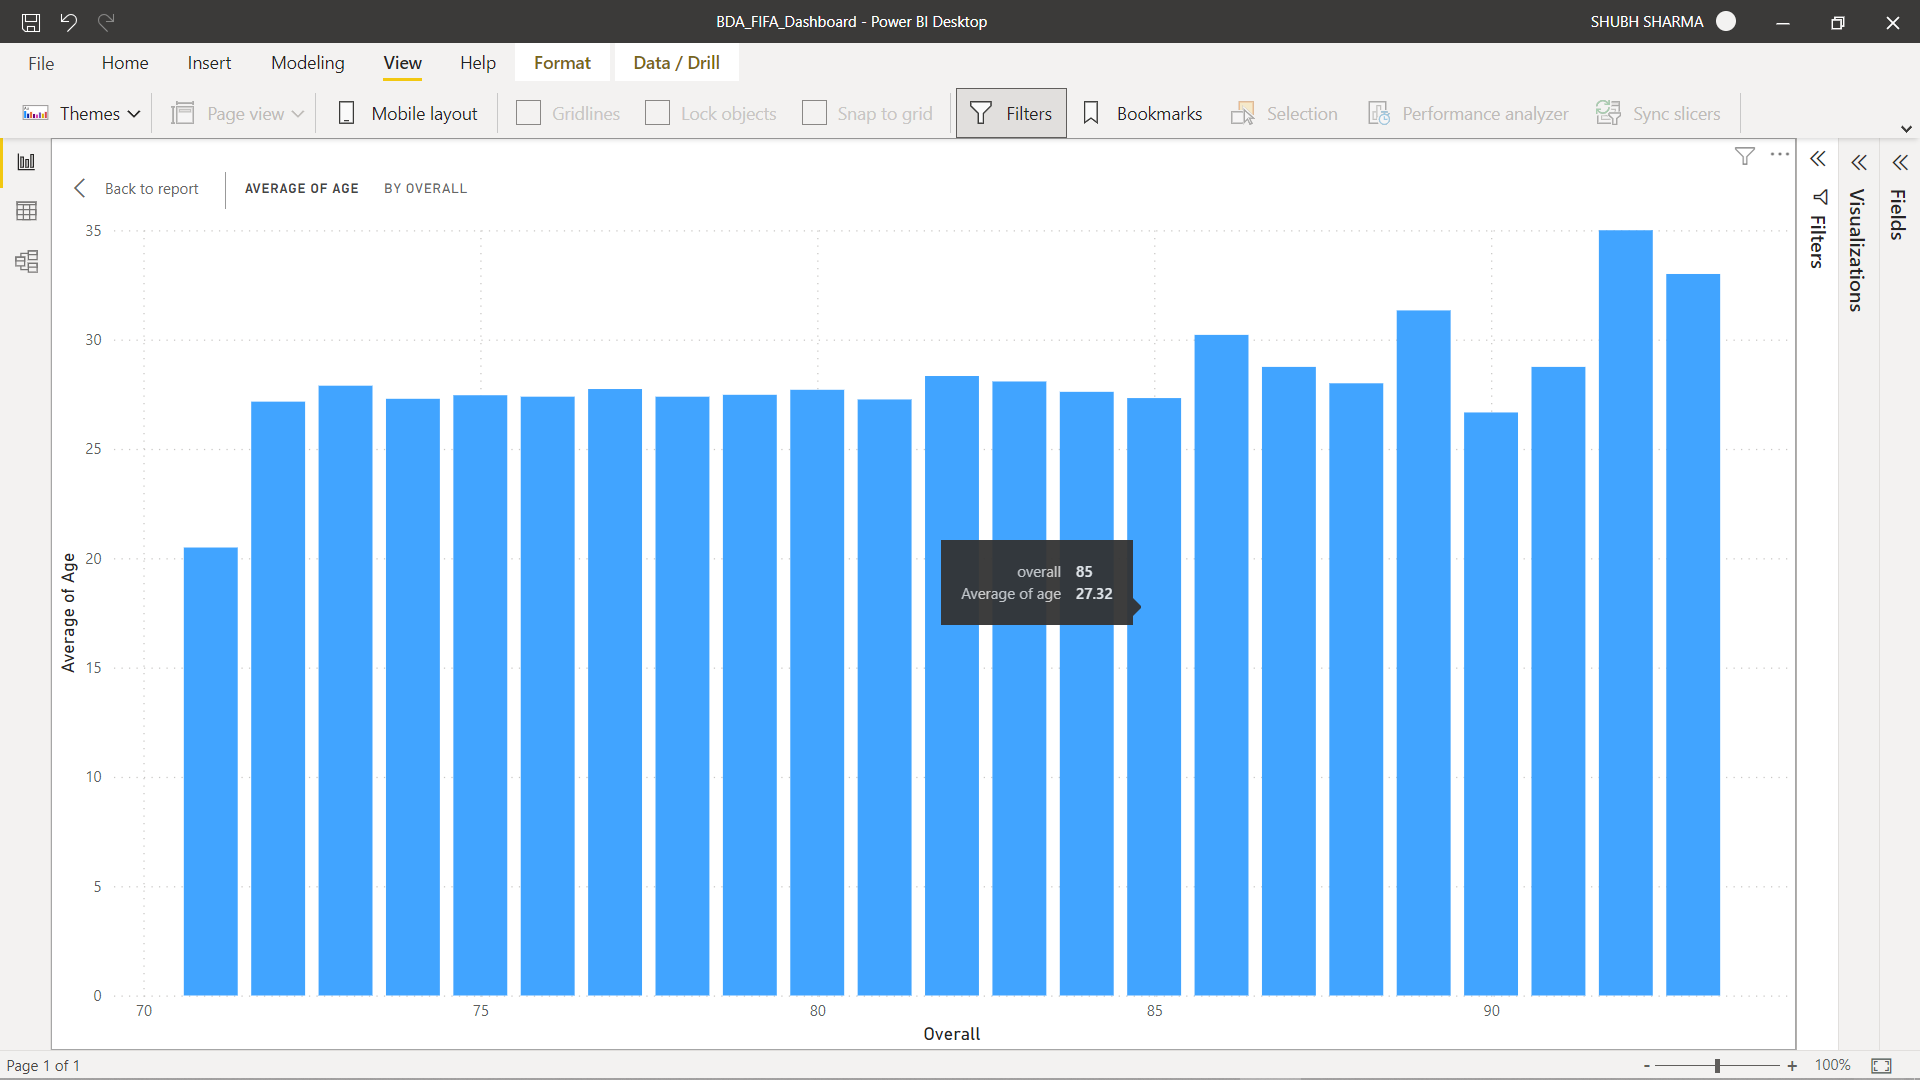 BDA_FIFA_Dashboard - Power BI Desktop
SHUBH SHARMA
File Home Insert Modeling View Help Format Data / Drill
Themes Page view Mobile layout Gridlines Lock objects Snap to grid Filters Bookmarks Selection Performance analyzer Sync slicers
Back to report AVERAGE OF AGE BY OVERALL
35
30
25
20
15
10
5
0
Average of Age
overall 85
Average of age 27.32
70 75 80 85 90
Overall
Filters
Visualizations
Fields
Page 1 of 1
- + 100%